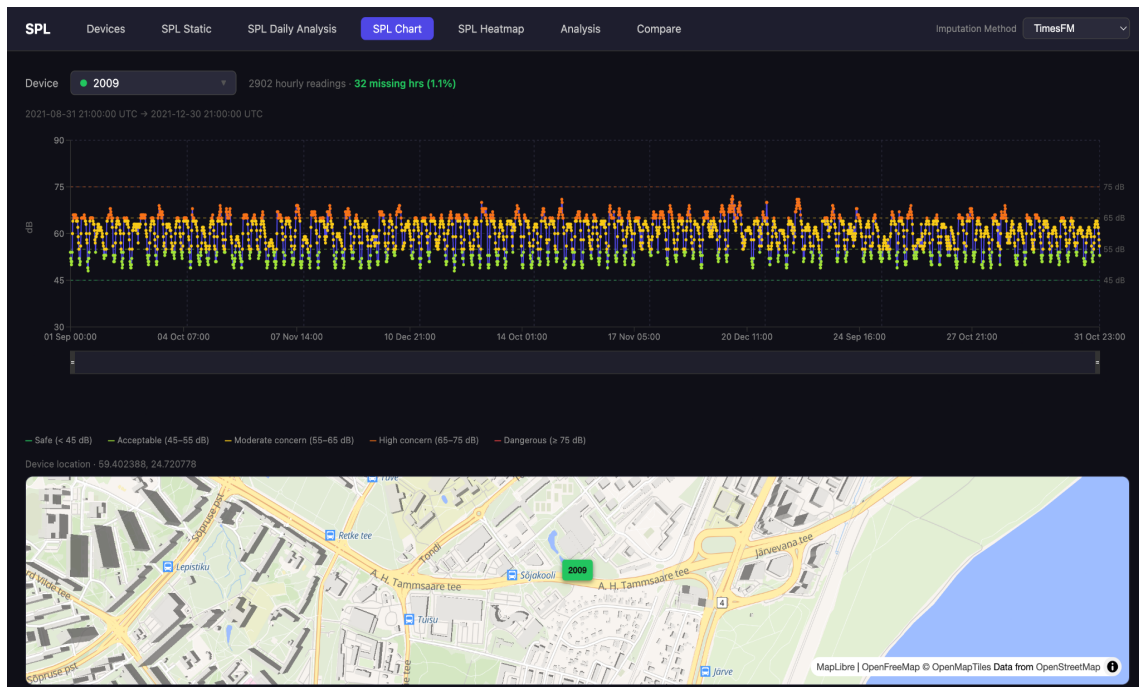 SPL Devices SPL Static SPL Daily Analysis SPL Chart SPL Heatmap Analysis Compare Imputation Method TimesFM
Device 2009 2902 hourly readings · 32 missing hrs (1.1%)
2021-08-31 21:00:00 UTC → 2021-12-30 21:00:00 UTC
90
75 75 dB
65 dB
dB
60
55 dB
45 45 dB
30
01 Sep 00:00 04 Oct 07:00 07 Nov 14:00 10 Dec 21:00 14 Oct 01:00 17 Nov 05:00 20 Dec 11:00 24 Sep 16:00 27 Oct 21:00 31 Oct 23:00
Safe (< 45 dB) Acceptable (45–55 dB) Moderate concern (55–65 dB) High concern (65–75 dB) Dangerous (≥ 75 dB)
Device location · 59.402388, 24.720778
Sõpruse pst
Retke tee
Tondi
Järvevana tee
Lepistiku
A. H. Tammsaare tee
Sõjakooli
2009
A. H. Tammsaare tee
4
Tuisu
tee
Järve
Sõpruse pst
MapLibre | OpenFreeMap © OpenMapTiles Data from OpenStreetMap